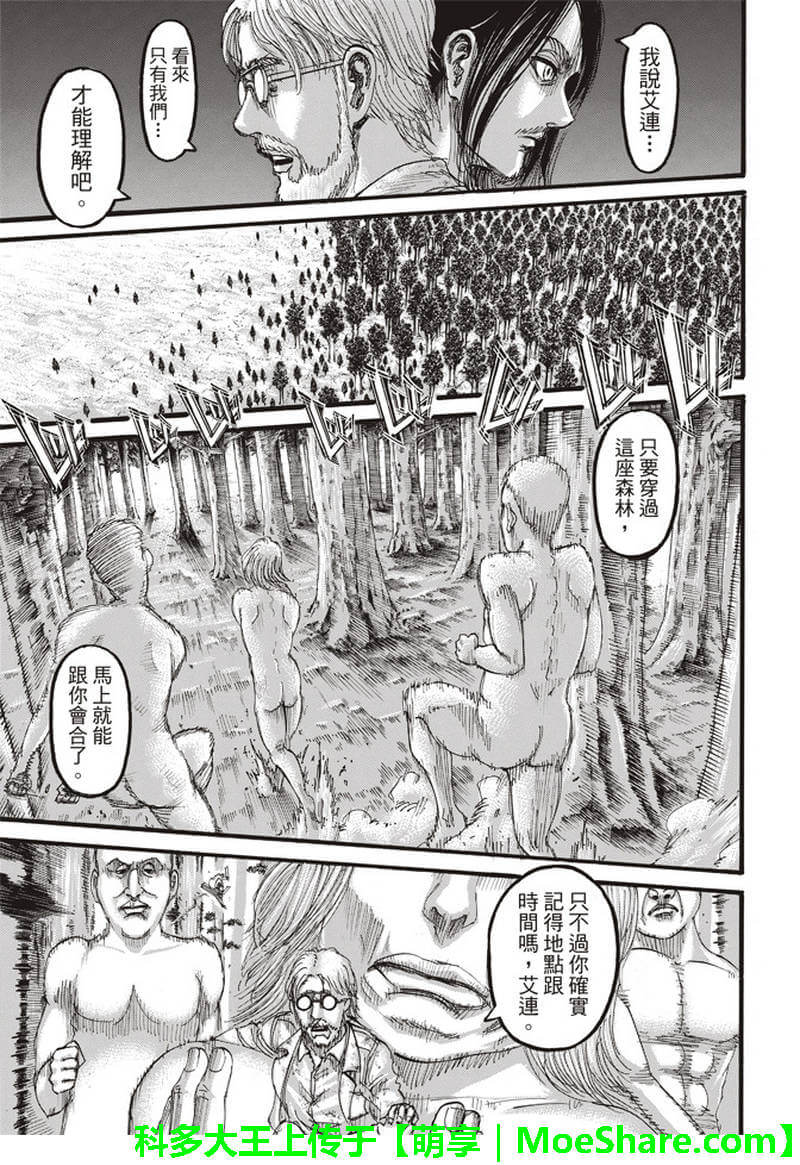 我說艾連…
看來
只有我們…
才能理解吧。
只要穿過
這座森林，
馬上就能
跟你會合了。
只不過你確實
記得地點跟
時間嗎，艾連。
科多大王上传于【萌享】|MoeShare.com】